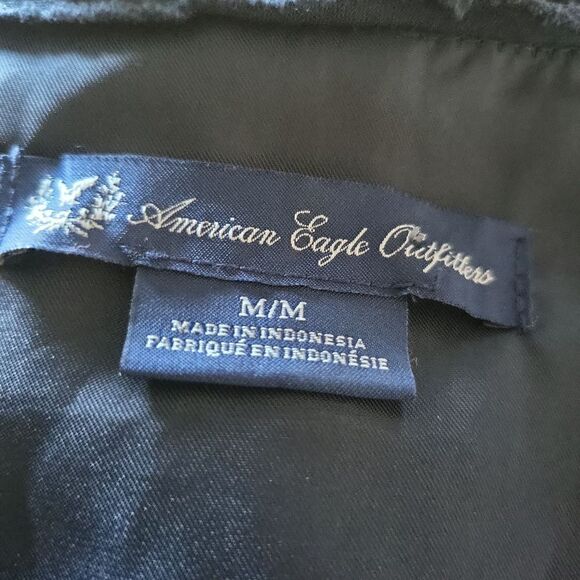 American Eagle Outfitters
M/M
MADE IN INDONESIA
FABRIQUÉ EN INDONÉSIE